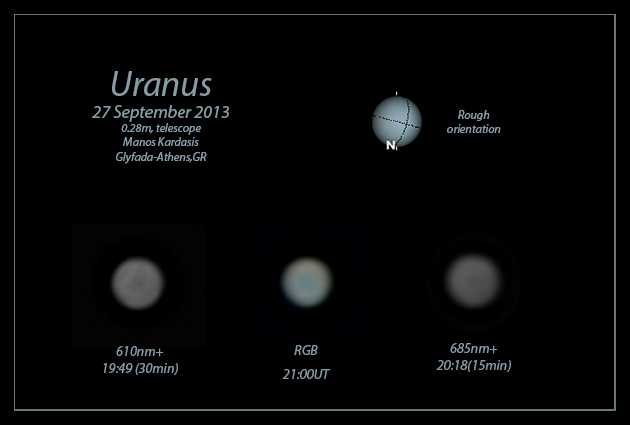 Uranus
27 September 2013
0.28m, telescope
Manos Kardasis
Glyfada-Athens,GR
Rough
orientation
N
610nm+
19:49 (30min)
RGB
21:00UT
685nm+
20:18(15min)